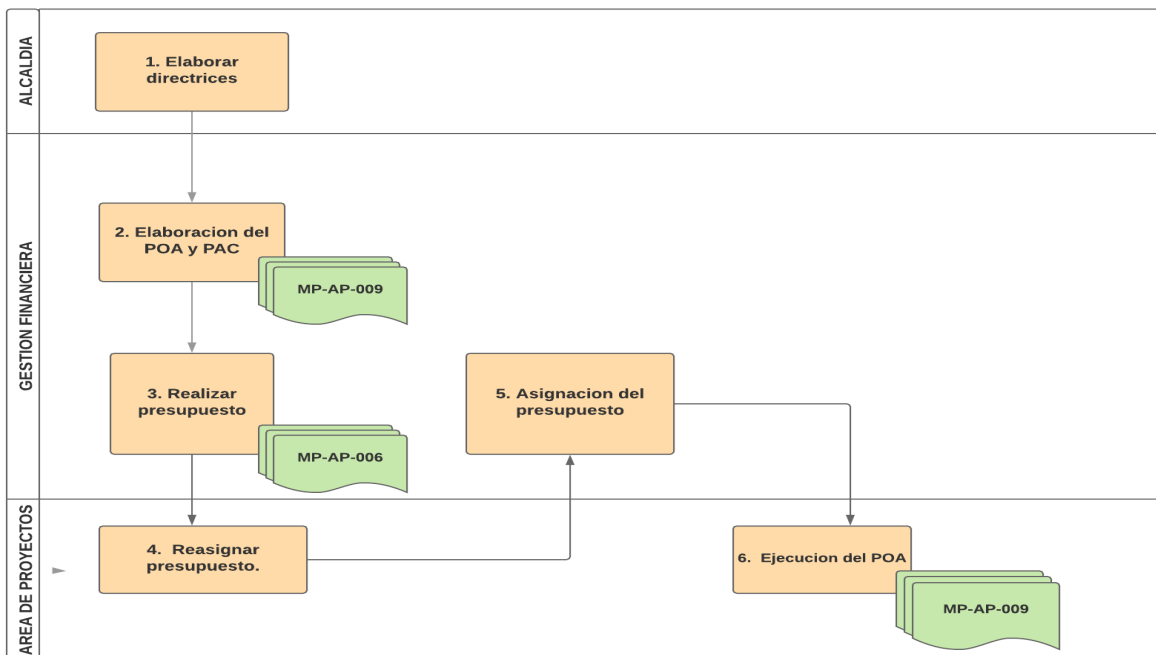 ALCALDIA
1. Elaborar
directrices
GESTION FINANCIERA
2. Elaboracion del
POA y PAC
MP-AP-009
3. Realizar
presupuesto
MP-AP-006
5. Asignacion del
presupuesto
AREA DE PROYECTOS
4. Reasignar
presupuesto.
6. Ejecucion del POA
MP-AP-009